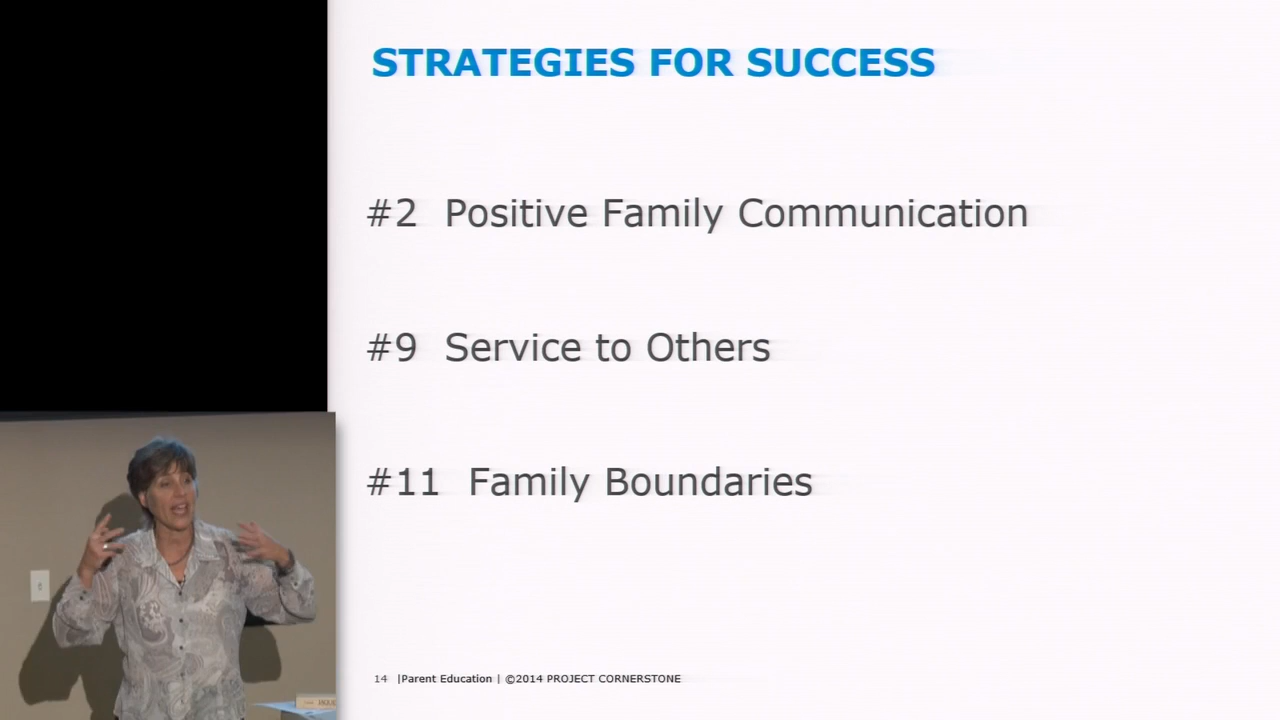 STRATEGIES FOR SUCCESS
#2 Positive Family Communication
#9 Service to Others
#11 Family Boundaries
14 |Parent Education | ©2014 PROJECT CORNERSTONE